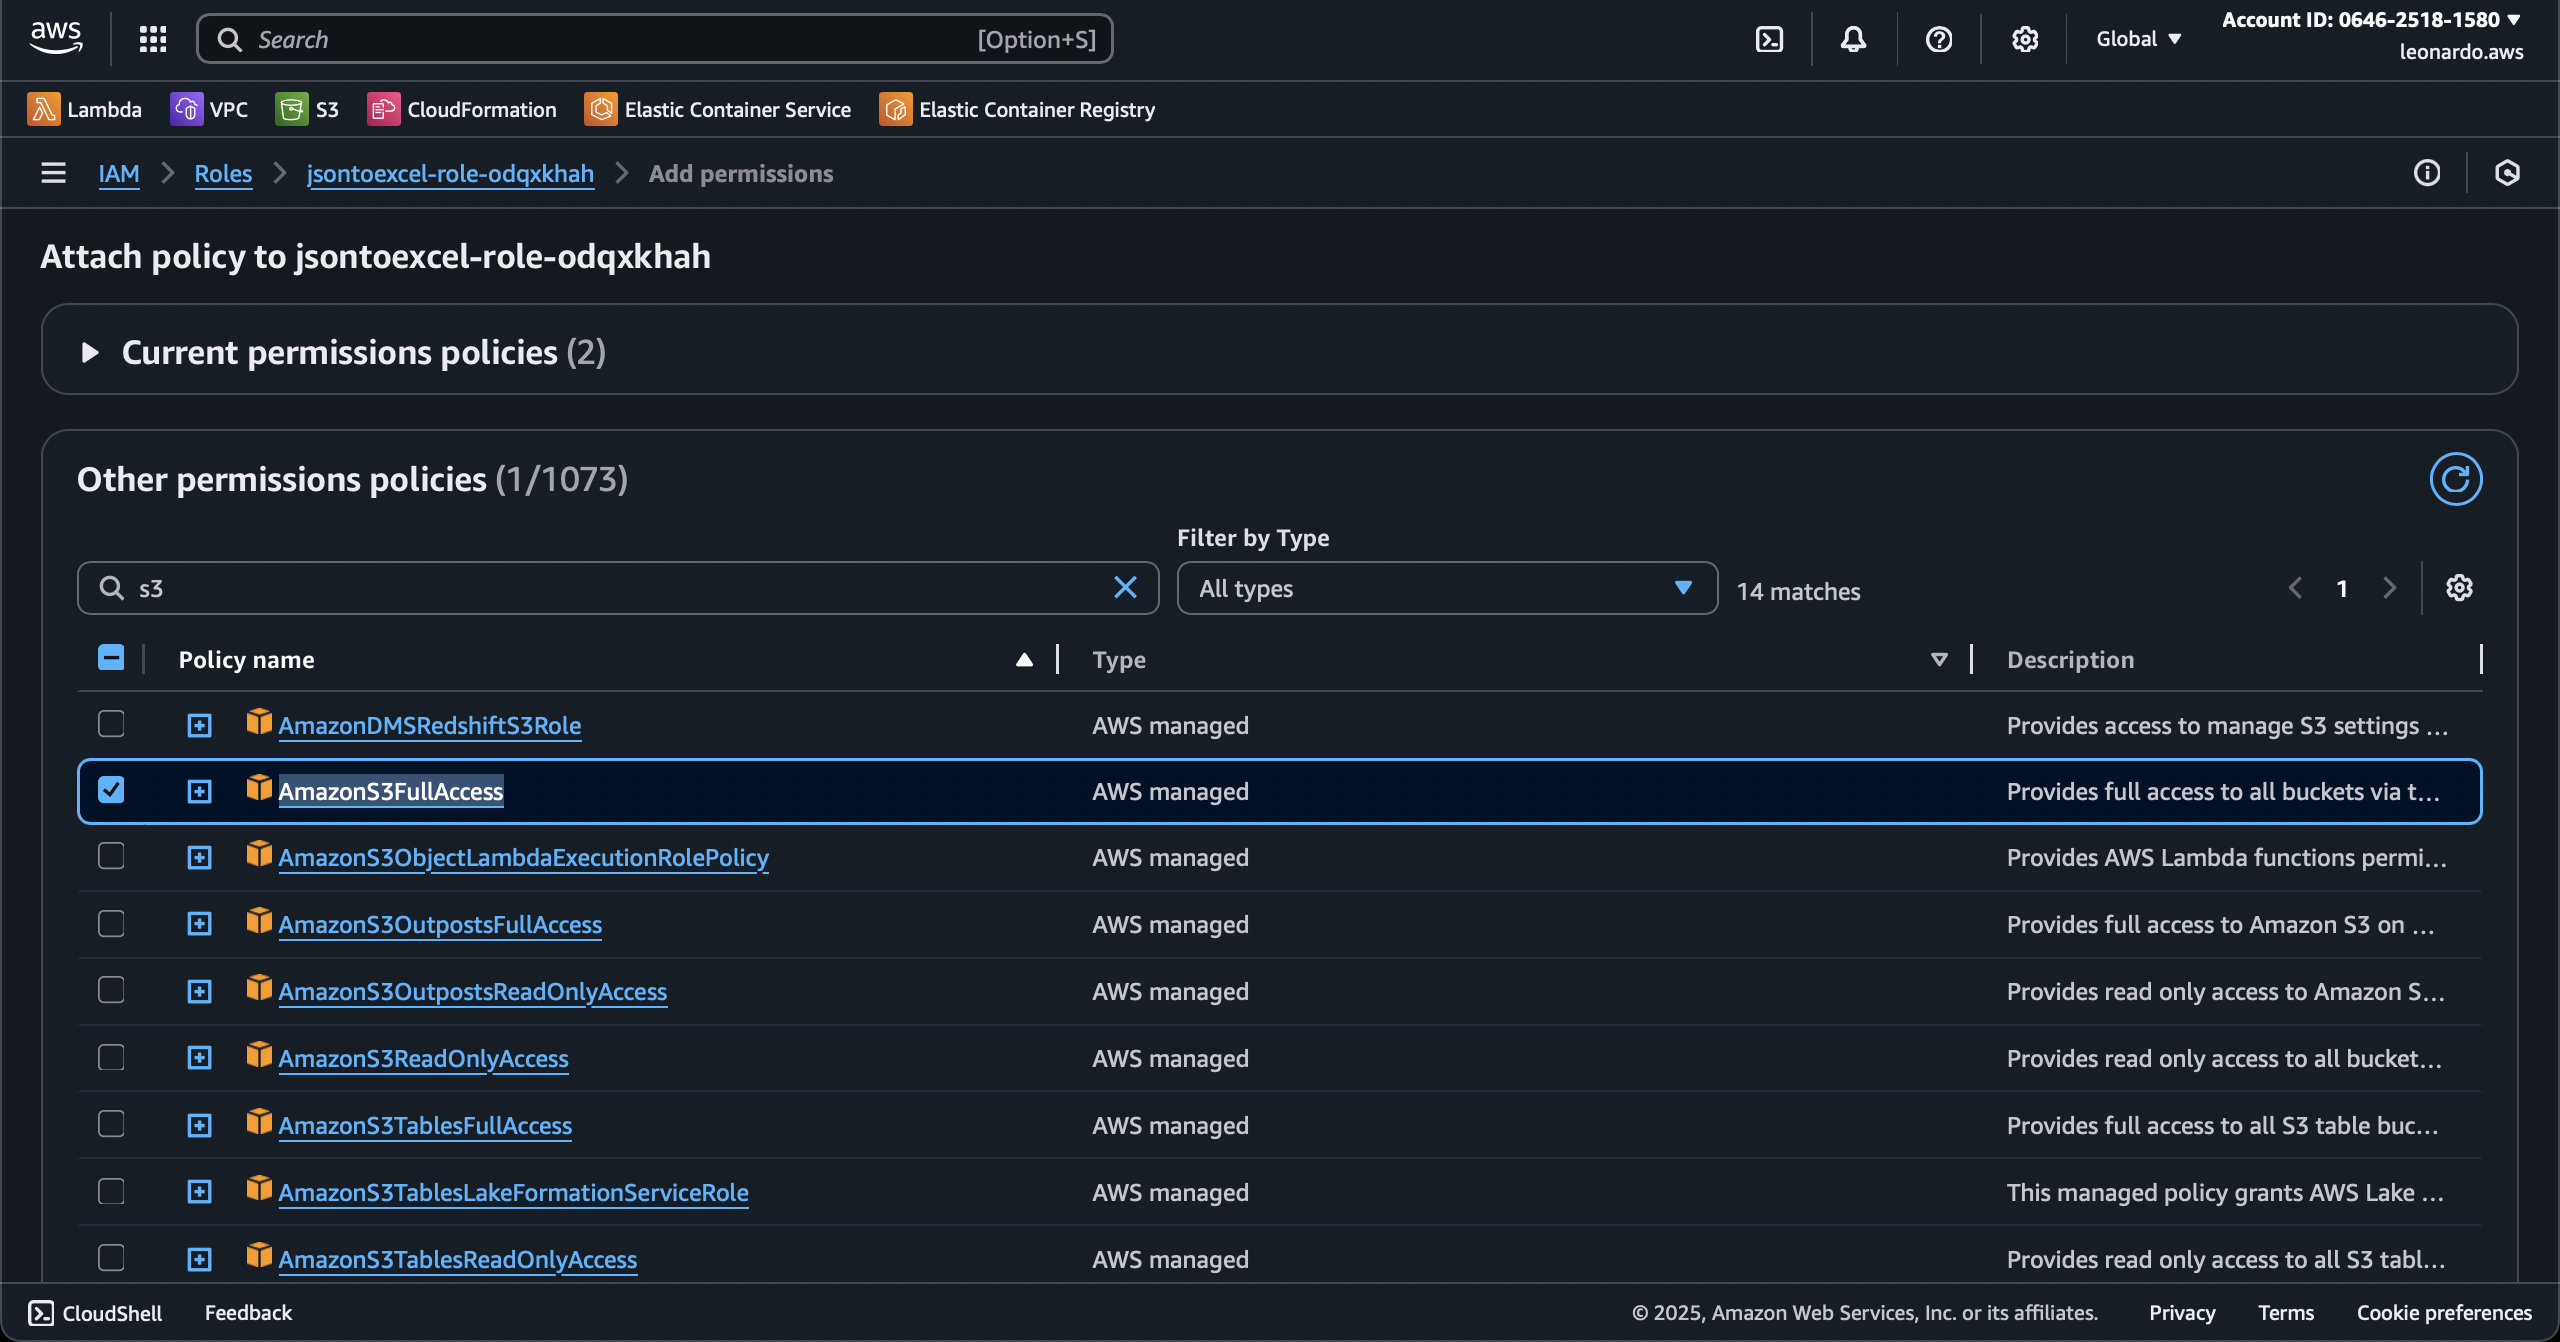 aws
Search [Option+S]
Global
Account ID: 0646-2518-1580
leonardo.aws
Lambda VPC S3 CloudFormation Elastic Container Service Elastic Container Registry
IAM Roles jsontoexcel-role-odqxkhah Add permissions
Attach policy to jsontoexcel-role-odqxkhah
Current permissions policies (2)
Other permissions policies (1/1073)
Filter by Type
s3 All types 14 matches 1
Policy name Type Description
AmazonDMSRedshiftS3Role AWS managed Provides access to manage S3 settings ...
AmazonS3FullAccess AWS managed Provides full access to all buckets via t...
AmazonS3ObjectLambdaExecutionRolePolicy AWS managed Provides AWS Lambda functions permi...
AmazonS3OutpostsFullAccess AWS managed Provides full access to Amazon S3 on ...
AmazonS3OutpostsReadOnlyAccess AWS managed Provides read only access to Amazon S...
AmazonS3ReadOnlyAccess AWS managed Provides read only access to all bucket...
AmazonS3TablesFullAccess AWS managed Provides full access to all S3 table buc...
AmazonS3TablesLakeFormationServiceRole AWS managed This managed policy grants AWS Lake ...
AmazonS3TablesReadOnlyAccess AWS managed Provides read only access to all S3 tabl...
CloudShell Feedback © 2025, Amazon Web Services, Inc. or its affiliates. Privacy Terms Cookie preferences